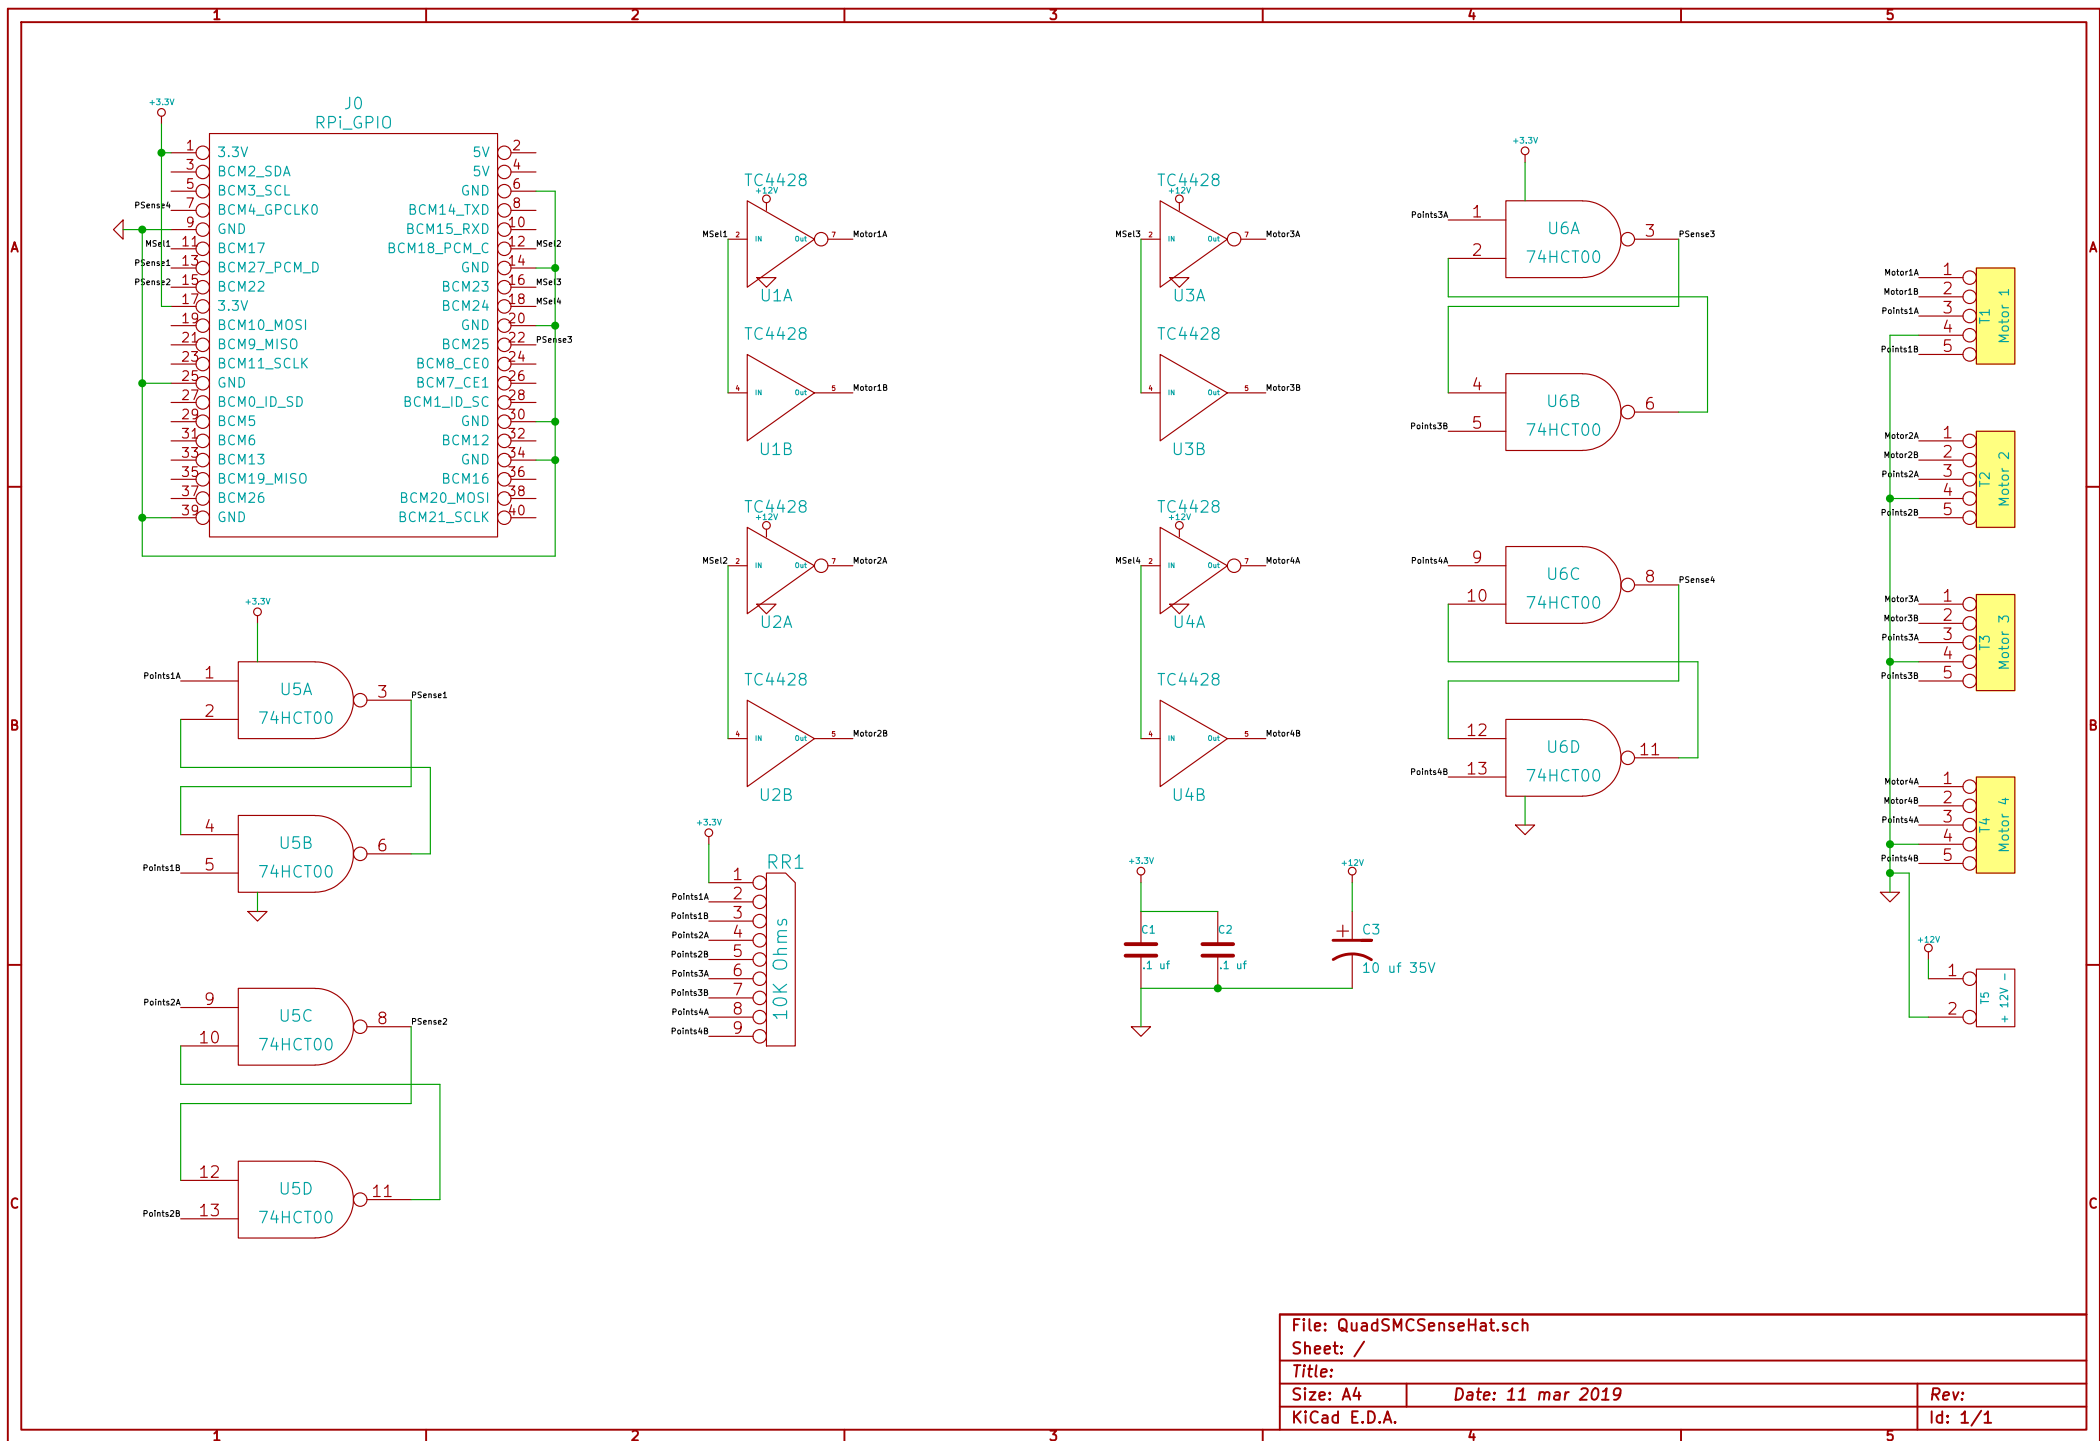 1 2 3 4 5
A
B
C
+3.3V
J0
RPi_GPIO
1 3.3V 5V 2
3 BCM2_SDA 5V 4
5 BCM3_SCL GND 6
PSense4 7 BCM4_GPCLK0 BCM14_TXD 8
9 GND BCM15_RXD 10
MSel1 11 BCM17 BCM18_PCM_C 12 MSel2
PSense1 13 BCM27_PCM_D GND 14
PSense2 15 BCM22 BCM23 16 MSel3
17 3.3V BCM24 18 MSel4
19 BCM10_MOSI GND 20
21 BCM9_MISO BCM25 22 PSense3
23 BCM11_SCLK BCM8_CE0 24
25 GND BCM7_CE1 26
27 BCM0_ID_SD BCM1_ID_SC 28
29 BCM5 GND 30
31 BCM6 BCM12 32
33 BCM13 GND 34
35 BCM19_MISO BCM16 36
37 BCM26 BCM20_MOSI 38
39 GND BCM21_SCLK 40
+3.3V
Points1A 1
2
U5A
74HCT00
3 PSense1
4
Points1B 5
U5B
74HCT00
6
Points2A 9
10
U5C
74HCT00
8 PSense2
12
Points2B 13
U5D
74HCT00
11
TC4428
+12V
MSel1 2 IN Out 7 Motor1A
U1A
TC4428
4 IN Out 5 Motor1B
U1B
TC4428
+12V
MSel2 2 IN Out 7 Motor2A
U2A
TC4428
4 IN Out 5 Motor2B
U2B
+3.3V
RR1
10K Ohms
1
Points1A 2
Points1B 3
Points2A 4
Points2B 5
Points3A 6
Points3B 7
Points4A 8
Points4B 9
TC4428
+12V
MSel3 2 IN Out 7 Motor3A
U3A
TC4428
4 IN Out 5 Motor3B
U3B
TC4428
+12V
MSel4 2 IN Out 7 Motor4A
U4A
TC4428
4 IN Out 5 Motor4B
U4B
+3.3V
C1
.1 uf
C2
.1 uf
+12V
+ C3
10 uf 35V
+3.3V
Points3A 1
2
U6A
74HCT00
3 PSense3
4
Points3B 5
U6B
74HCT00
6
Points4A 9
10
U6C
74HCT00
8 PSense4
12
Points4B 13
U6D
74HCT00
11
Motor1A 1
Motor1B 2
Points1A 3
4
Points1B 5
T1
Motor 1
Motor2A 1
Motor2B 2
Points2A 3
4
Points2B 5
T2
Motor 2
Motor3A 1
Motor3B 2
Points3A 3
4
Points3B 5
T3
Motor 3
Motor4A 1
Motor4B 2
Points4A 3
4
Points4B 5
T4
Motor 4
+12V
1
2
T5
+ 12V -
File: QuadSMCSenseHat.sch
Sheet: /
Title:
Size: A4 Date: 11 mar 2019 Rev:
KiCad E.D.A. Id: 1/1
A
B
C
1 2 3 4 5